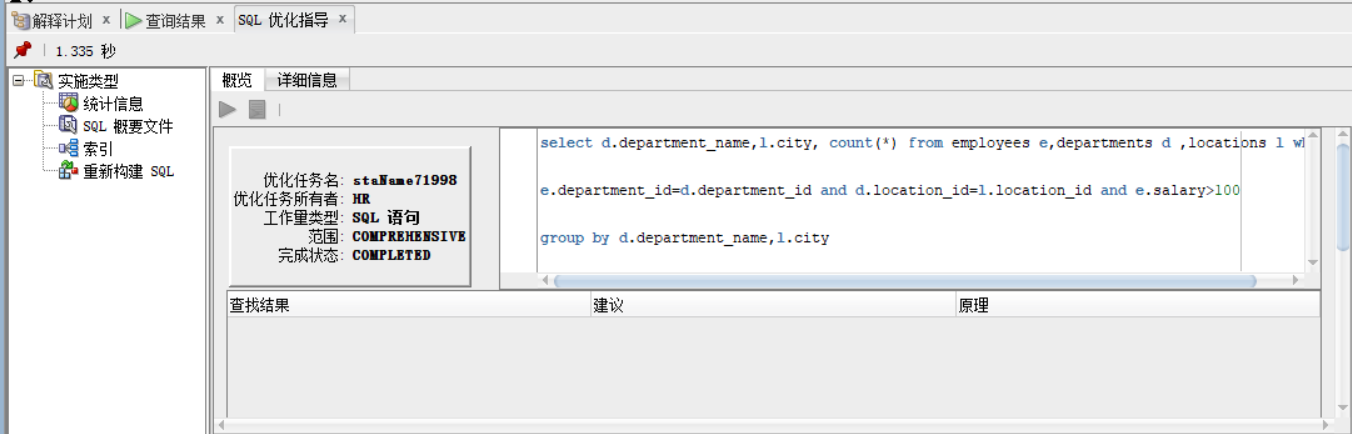 解释计划 × 查询结果 × SQL 优化指导 ×
1.335 秒
实施类型
统计信息
SQL 概要文件
索引
重新构建 SQL
概览 详细信息
优化任务名: staName71998
优化任务所有者: HR
工作量类型: SQL 语句
范围: COMPREHENSIVE
完成状态: COMPLETED
select d.department_name,l.city, count(*) from employees e,departments d ,locations l
e.department_id=d.department_id and d.location_id=l.location_id and e.salary>100
group by d.department_name,l.city
查找结果 建议 原理